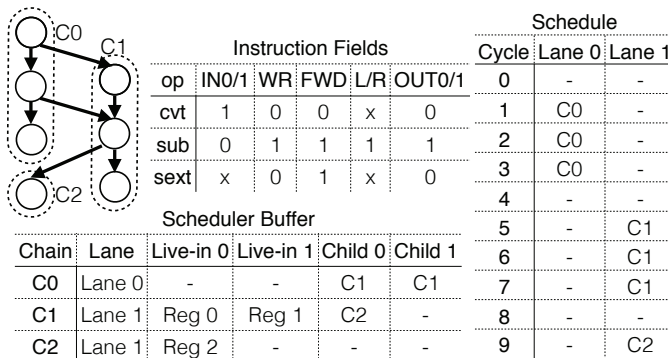 C0
C1
C2
Instruction Fields
op IN0/1 WR FWD L/R OUT0/1
cvt 1 0 0 x 0
sub 0 1 1 1 1
sext x 0 1 x 0
Scheduler Buffer
Chain Lane Live-in 0 Live-in 1 Child 0 Child 1
C0 Lane 0 - - C1 C1
C1 Lane 1 Reg 0 Reg 1 C2 -
C2 Lane 1 Reg 2 - - -
Schedule
Cycle Lane 0 Lane 1
0 - -
1 C0 -
2 C0 -
3 C0 -
4 - -
5 - C1
6 - C1
7 - C1
8 - -
9 - C2